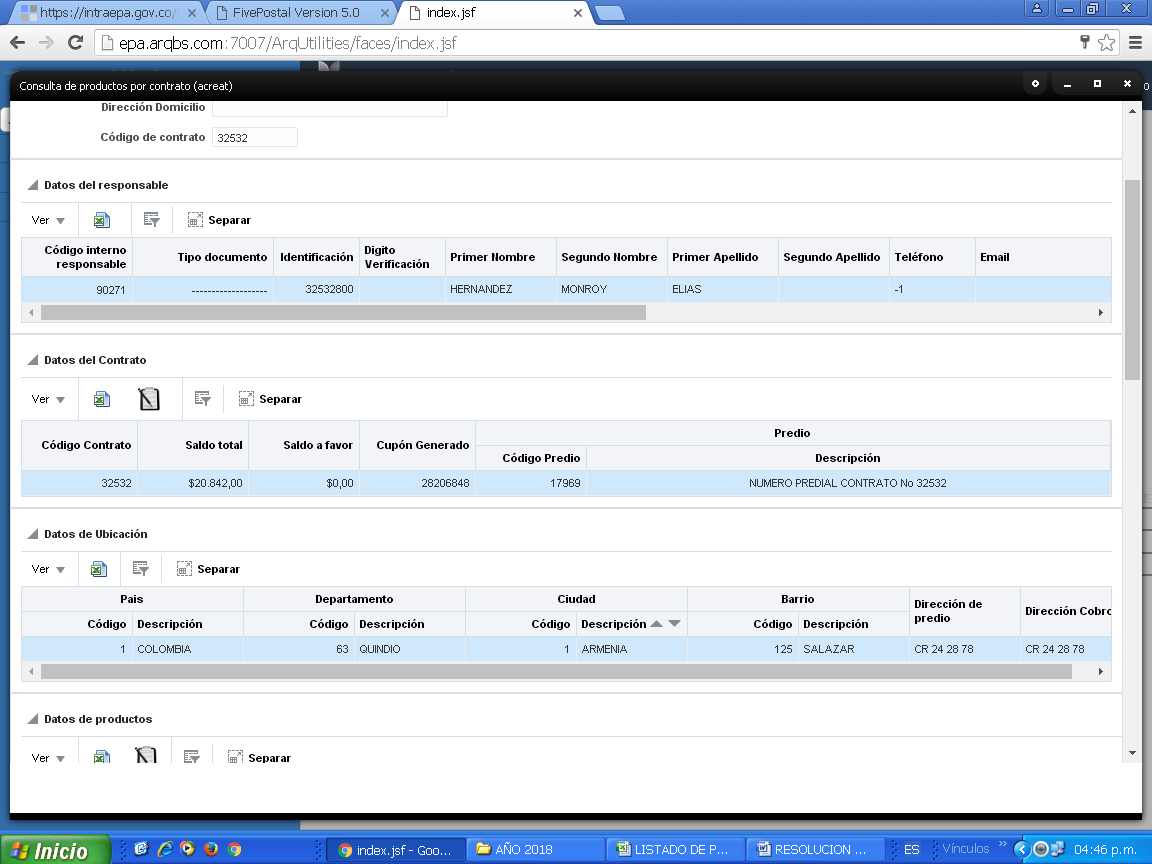 https://intraepa.gov.co/
FivePostal Version 5.0
index.jsf
epa.arqbs.com:7007/ArqUtilities/faces/index.jsf
Consulta de productos por contrato (acreat)
Dirección Domicilio
Código de contrato 32532
Datos del responsable
Ver Separar
Código interno responsable Tipo documento Identificación Digito Verificación Primer Nombre Segundo Nombre Primer Apellido Segundo Apellido Teléfono Email
90271 ------------------- 32532800 HERNANDEZ MONROY ELIAS -1
Datos del Contrato
Ver Separar
Predio
Código Contrato Saldo total Saldo a favor Cupón Generado
Código Predio Descripción
32532 $20.842,00 $0,00 28206848 17969 NUMERO PREDIAL CONTRATO No 32532
Datos de Ubicación
Ver Separar
Pais Departamento Ciudad Barrio Dirección de predio Dirección Cobro
Código Descripción Código Descripción Código Descripción Código Descripción
1 COLOMBIA 63 QUINDIO 1 ARMENIA 125 SALAZAR CR 24 28 78 CR 24 28 78
Datos de productos
Ver Separar
Inicio index.jsf - Goo... AÑO 2018 LISTADO DE P... RESOLUCION ... ES Vínculos » 04:46 p.m.